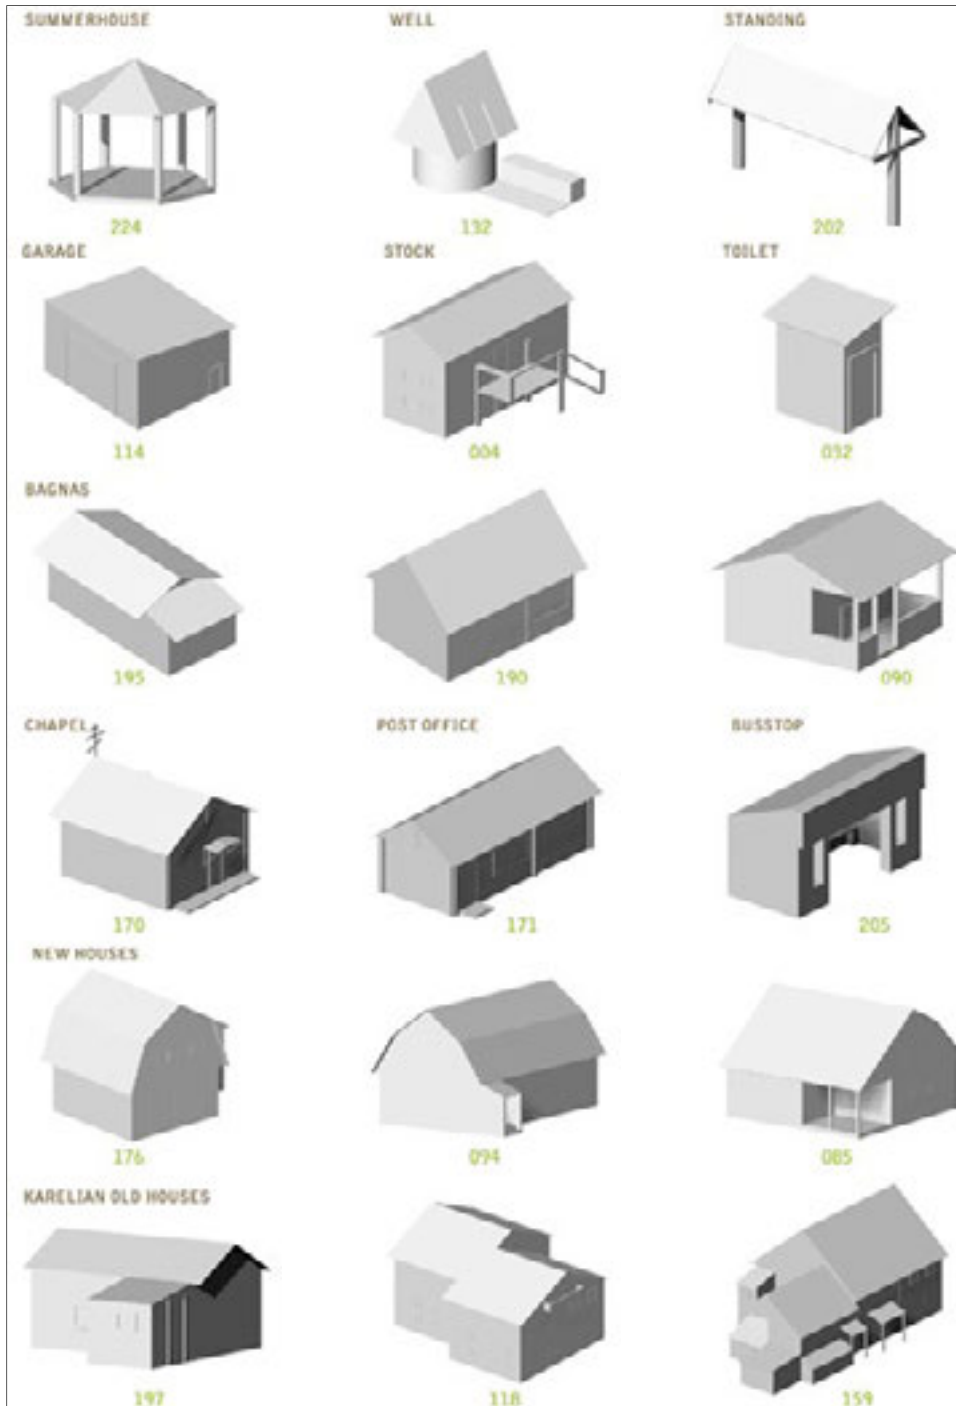 SUMMERHOUSE WELL STANDING
224 132 202
GARAGE STOCK TOILET
114 004 032
BAGNAS
195 190 090
CHAPEL POST OFFICE BUSSTOP
170 171 205
NEW HOUSES
176 094 085
KARELIAN OLD HOUSES
197 118 159